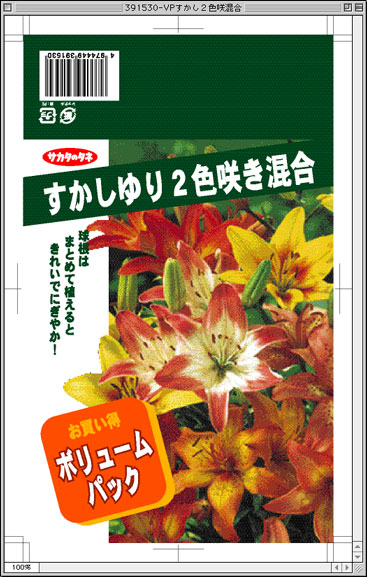 391530-VPすかし2色咲混合
4 974449 391530
サカタのタネ
すかしゆり2色咲き混合
球根は
まとめて植えると
きれいでにぎやか!
お買い得
ボリューム
パック
100%